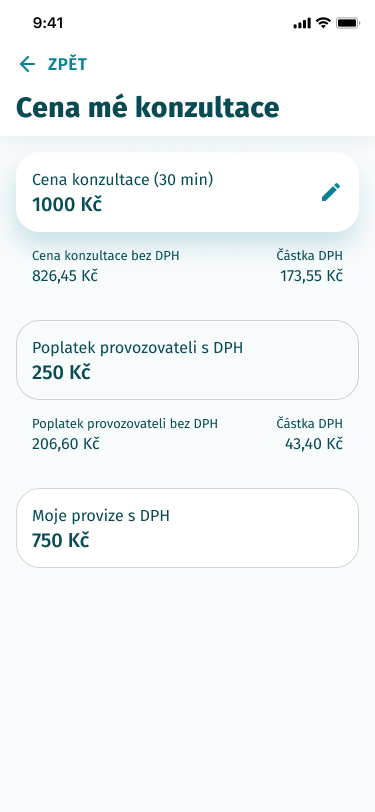 9:41
ZPĚT
Cena mé konzultace
Cena konzultace (30 min)
1000 Kč
Cena konzultace bez DPH Částka DPH
826,45 Kč 173,55 Kč
Poplatek provozovateli s DPH
250 Kč
Poplatek provozovateli bez DPH Částka DPH
206,60 Kč 43,40 Kč
Moje provize s DPH
750 Kč